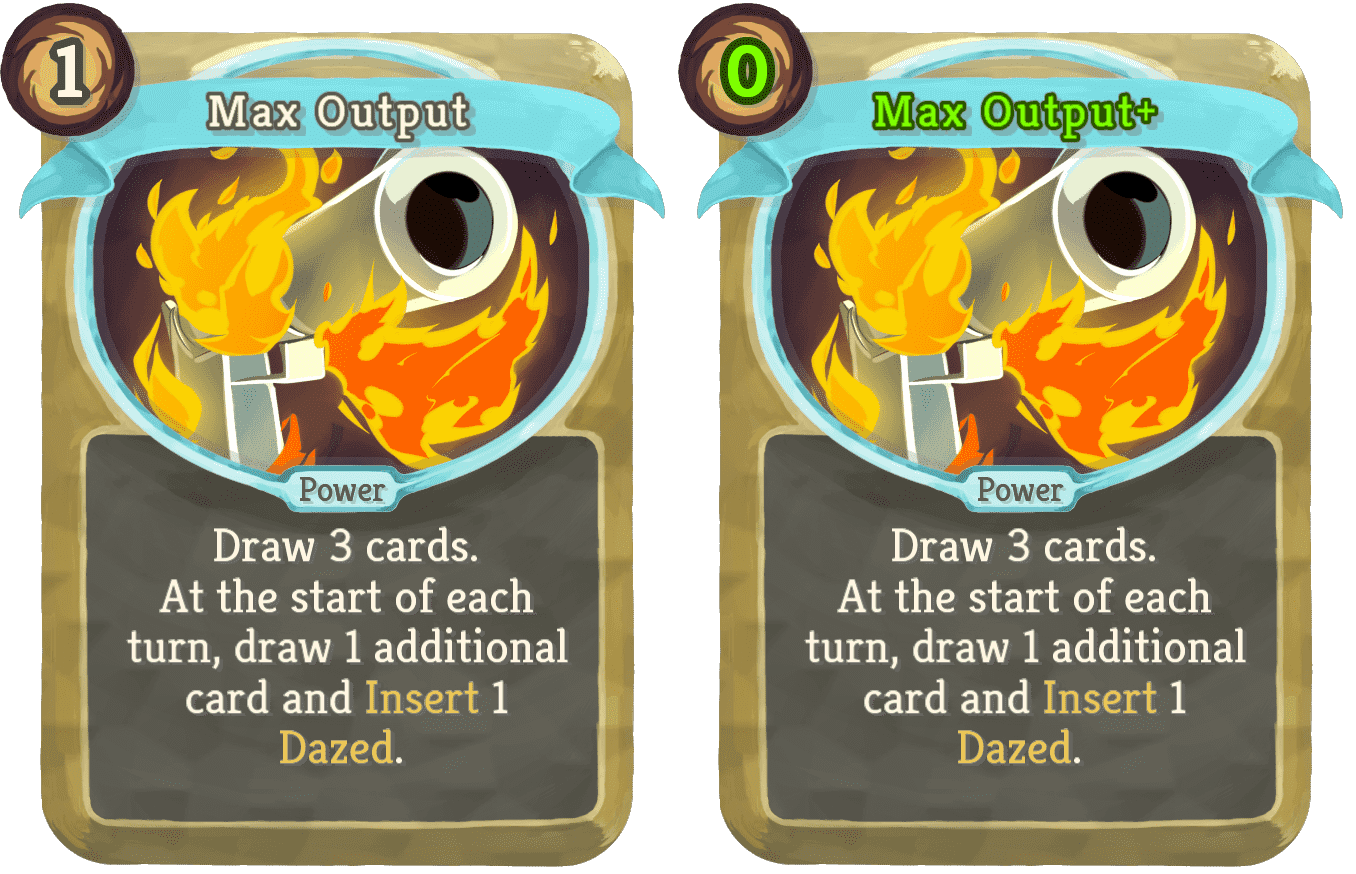 1
Max Output
Power
Draw 3 cards.
At the start of each
turn, draw 1 additional
card and Insert 1
Dazed.
0
Max Output+
Power
Draw 3 cards.
At the start of each
turn, draw 1 additional
card and Insert 1
Dazed.